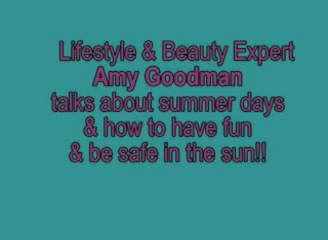 Lifestyle & Beauty Expert
Amy Goodman
talks about summer days
& how to have fun
& be safe in the sun!!